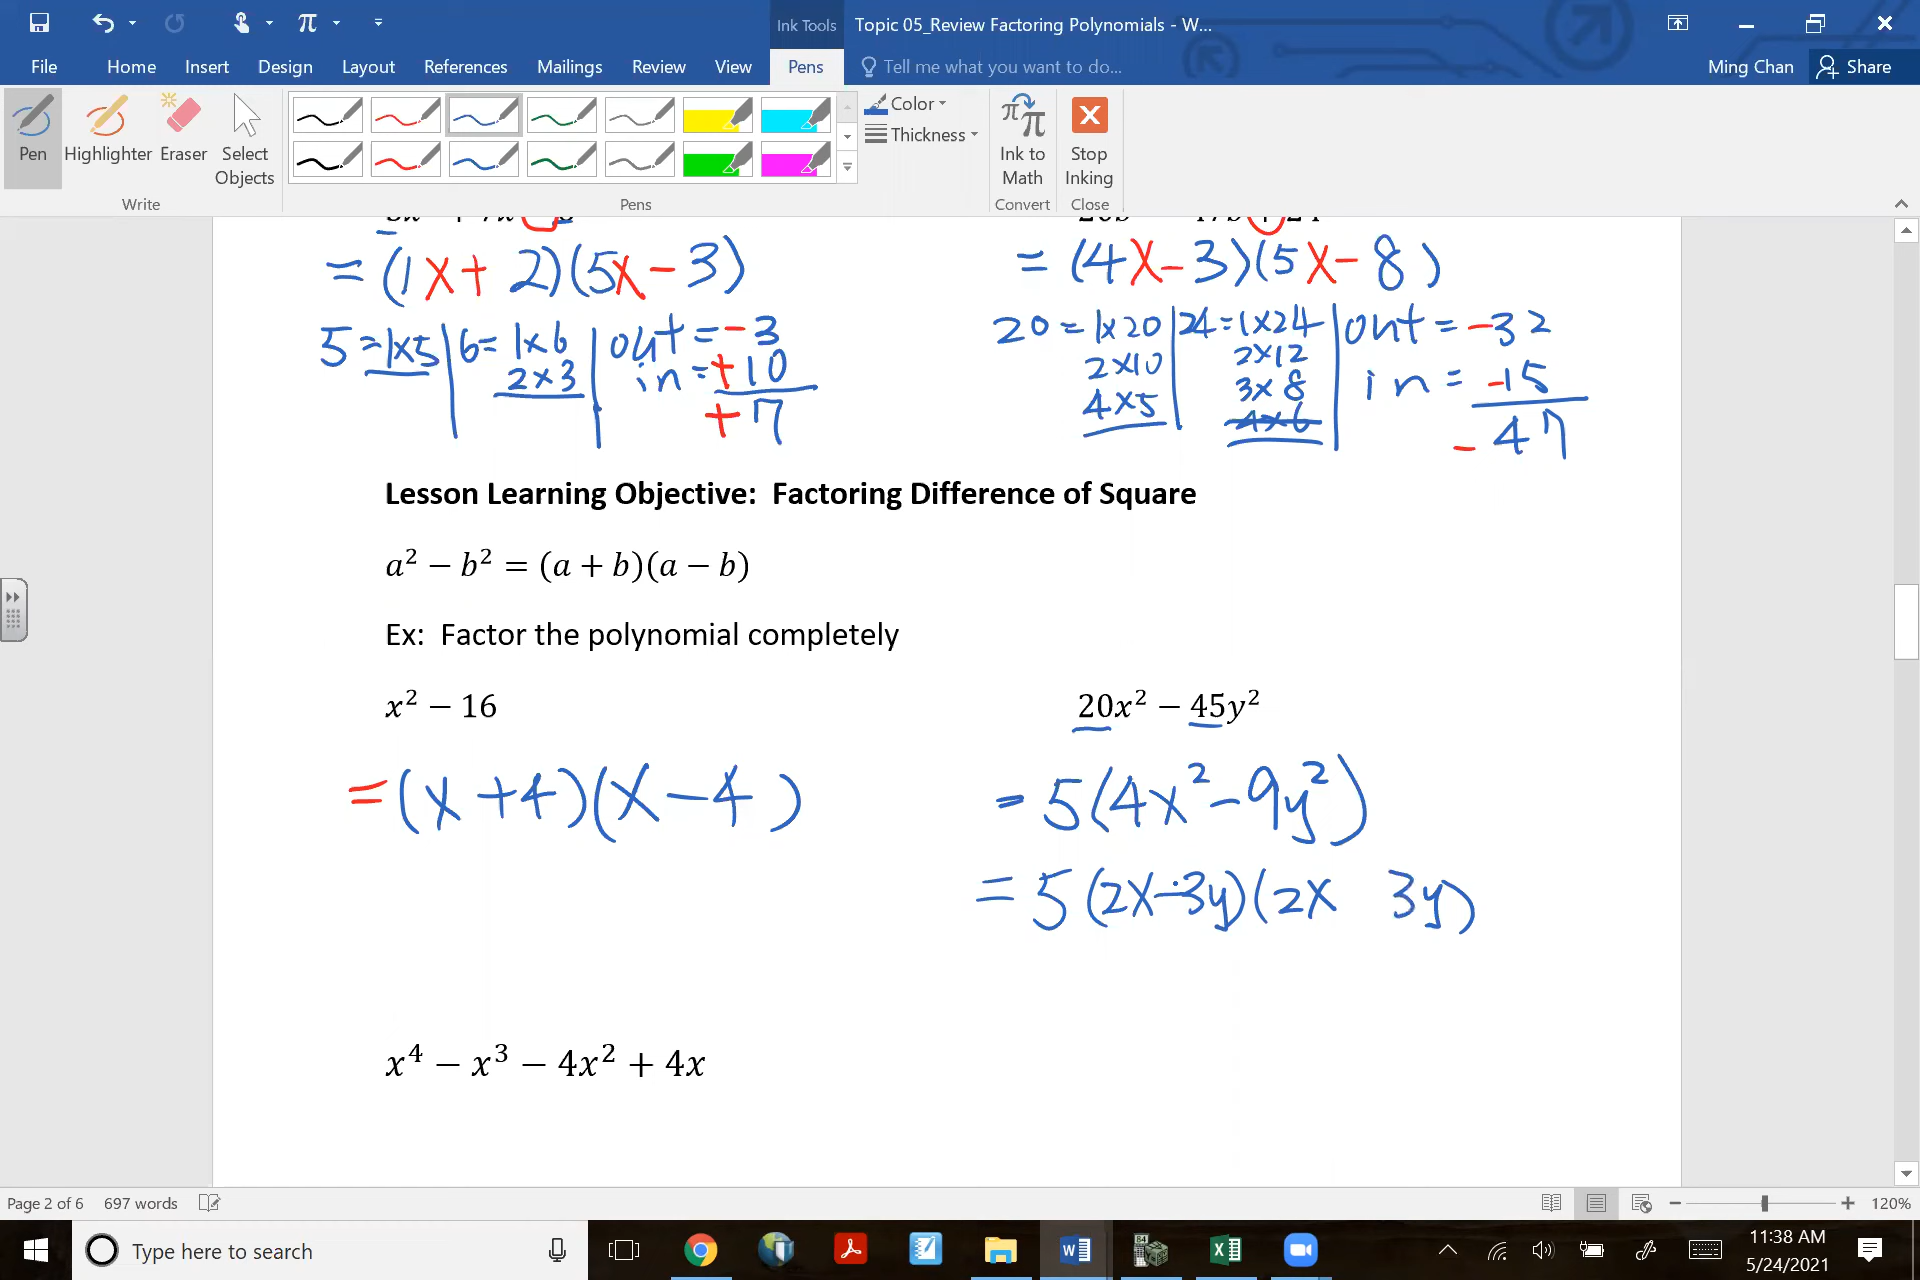 Ink Tools
Topic 05_Review Factoring Polynomials - W...
File Home Insert Design Layout References Mailings Review View Pens Tell me what you want to do... Ming Chan Share
Pen Highlighter Eraser Select Objects
Color
Thickness
Ink to Math
Stop Inking
Write Pens Convert Close
= (1x + 2)(5x - 3)
5 = 1x5 | 6 = 1x6 | out = -3
2x3 | in = +10
+7
= (4x - 3)(5x - 8)
20 = 1x20 | 24 = 1x24 | out = -32
2x10 2x12
3x8 in = -15
4x5 4x6
- 47
Lesson Learning Objective: Factoring Difference of Square
a² − b² = (a + b)(a − b)
Ex: Factor the polynomial completely
x² − 16
= (x + 4)(x - 4)
20x² − 45y²
= 5(4x² - 9y²)
= 5(2x - 3y)(2x 3y)
x⁴ − x³ − 4x² + 4x
Page 2 of 6 697 words 120%
Type here to search
11:38 AM
5/24/2021